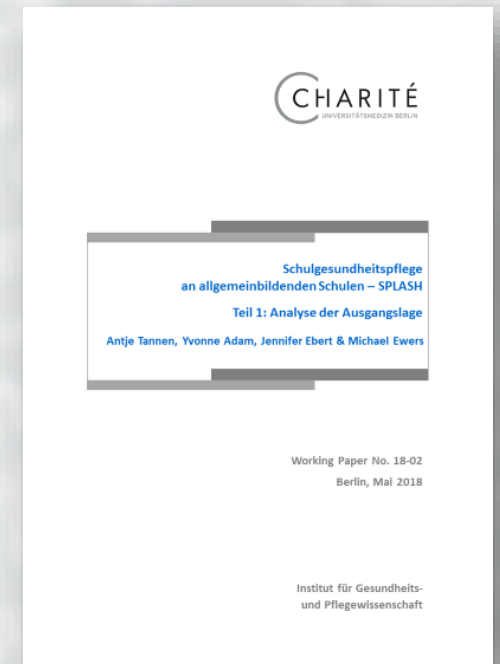 CHARITÉ
UNIVERSITÄTSMEDIZIN BERLIN
Schulgesundheitspflege
an allgemeinbildenden Schulen – SPLASH
Teil 1: Analyse der Ausgangslage
Antje Tannen, Yvonne Adam, Jennifer Ebert & Michael Ewers
Working Paper No. 18-02
Berlin, Mai 2018
Institut für Gesundheits-
und Pflegewissenschaft